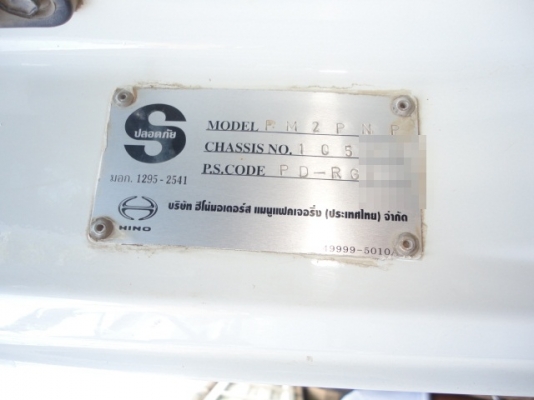 S
ปลอดภัย
มอก. 1295 - 2541
MODEL RM2PNP
CHASSIS NO. 105
P.S.CODE PD-RG
HINO
บริษัท ฮีโน่มอเตอร์ส แมนูแฟคเจอริ่ง (ประเทศไทย) จำกัด
19999-5010A